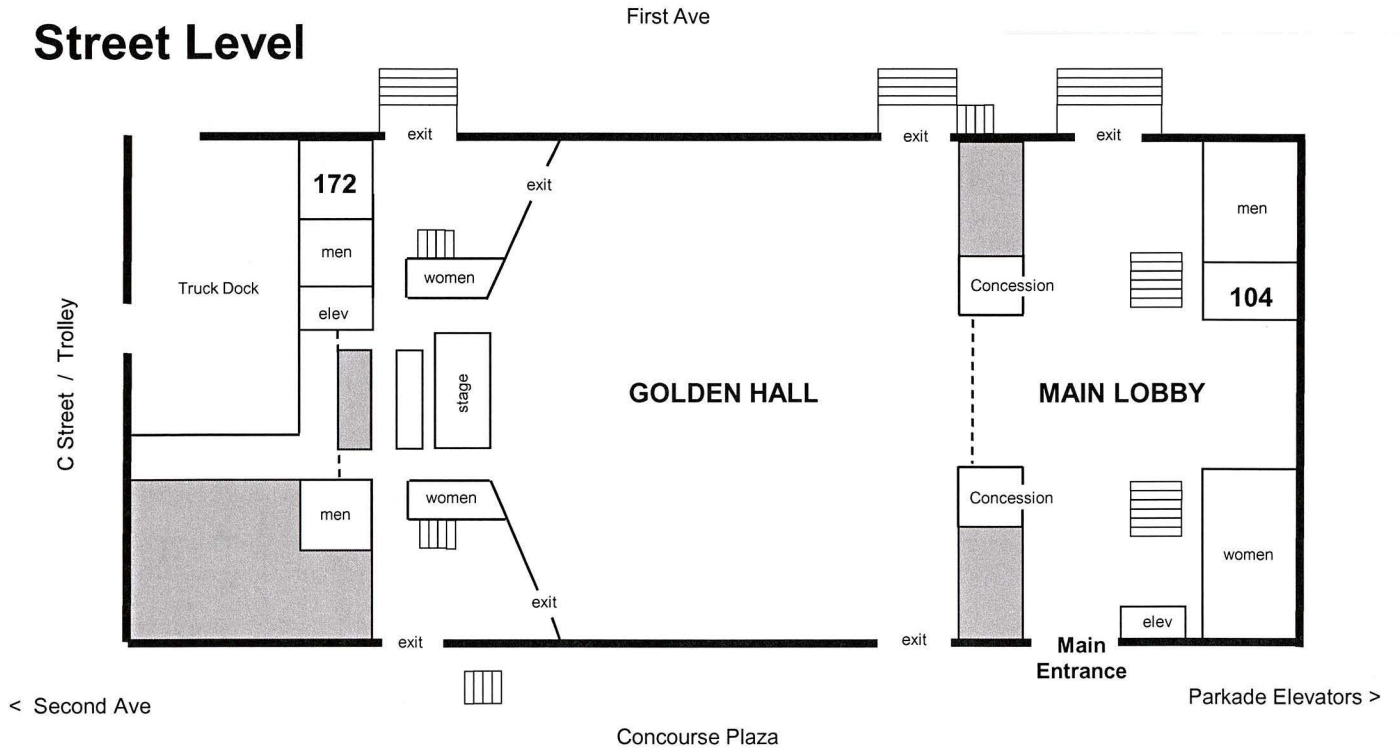 First Ave
Street Level
exit
exit
exit
172
exit
men
men
women
Concession
Truck Dock
104
elev
C Street / Trolley
stage
GOLDEN HALL
MAIN LOBBY
women
Concession
men
women
exit
elev
exit
exit
Main
Entrance
< Second Ave
Parkade Elevators >
Concourse Plaza